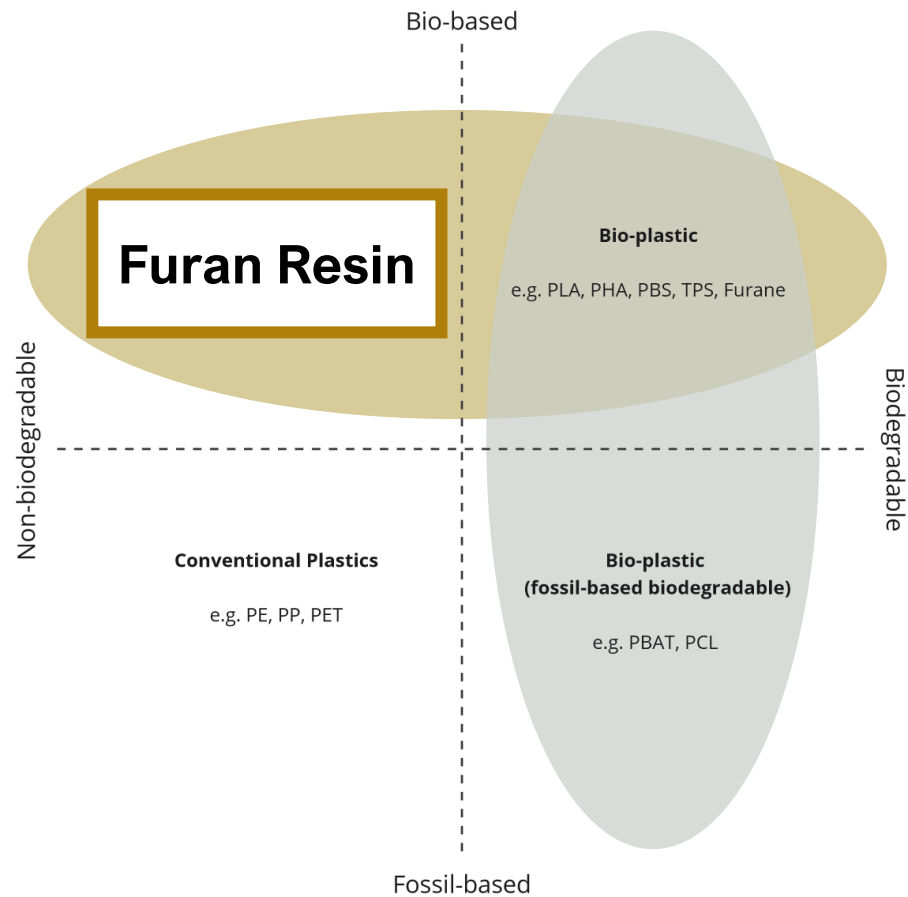 Bio-based
Furan Resin
Bio-plastic
e.g. PLA, PHA, PBS, TPS, Furane
Non-biodegradable
Biodegradable
Conventional Plastics
e.g. PE, PP, PET
Bio-plastic
(fossil-based biodegradable)
e.g. PBAT, PCL
Fossil-based